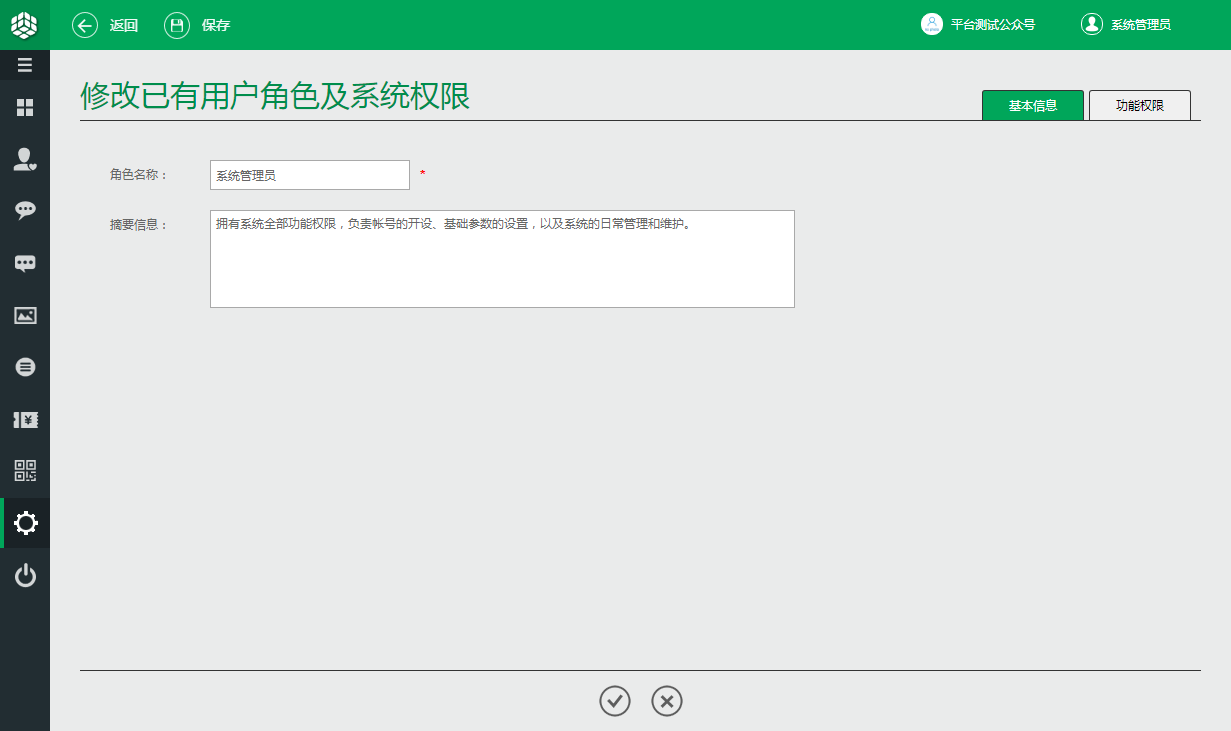 返回
保存
平台测试公众号
系统管理员
修改已有用户角色及系统权限
基本信息
功能权限
角色名称：
系统管理员
*
摘要信息：
拥有系统全部功能权限，负责帐号的开设、基础参数的设置，以及系统的日常管理和维护。